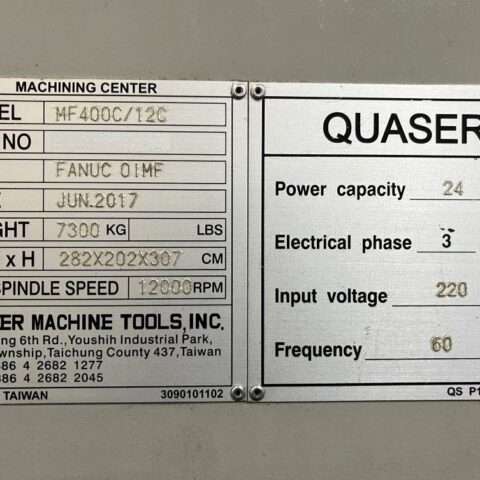 MACHINING CENTER
EL MF400C/12C
NO
FANUC 0IMF
JUN.2017
GHT 7300 KG LBS
x H 282X202X307 CM
SPINDLE SPEED 12000 RPM
ER MACHINE TOOLS,INC.
ng 6th Rd.,Youshih Industrial Park,
wnship,Taichung County 437,Taiwan
886 4 2682 1277
886 4 2682 2045
TAIWAN 3090101102
QUASER
Power capacity 24
Electrical phase 3
Input voltage 220
Frequency 60
QS P1